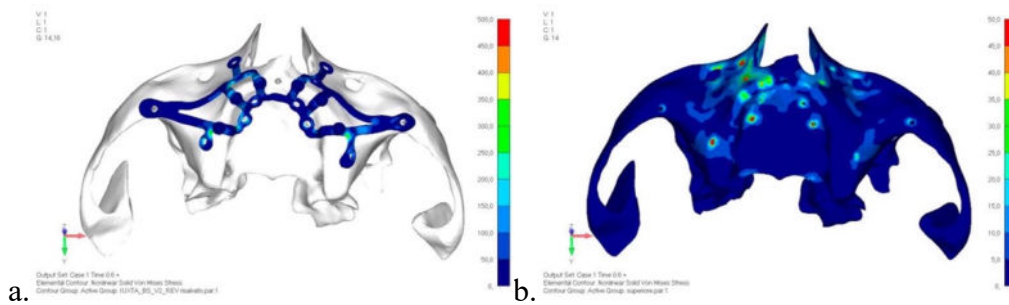 V:1
L:1
C:1
G:14,16
500,0
450,0
400,0
350,0
300,0
250,0
200,0
150,0
100,0
50,0
0,
Y
Output Set: Case 1 Time 0.6 +
Elemental Contour: Nonlinear Solid Von Mises Stress
a.
V:1
L:1
C:1
G:14
50,0
45,0
40,0
35,0
30,0
25,0
20,0
15,0
10,0
5,0
0,
Y
Output Set: Case 1 Time 0.6 +
Elemental Contour: Nonlinear Solid Von Mises Stress
Contour Group: Active Group: superiore.par:1
b.